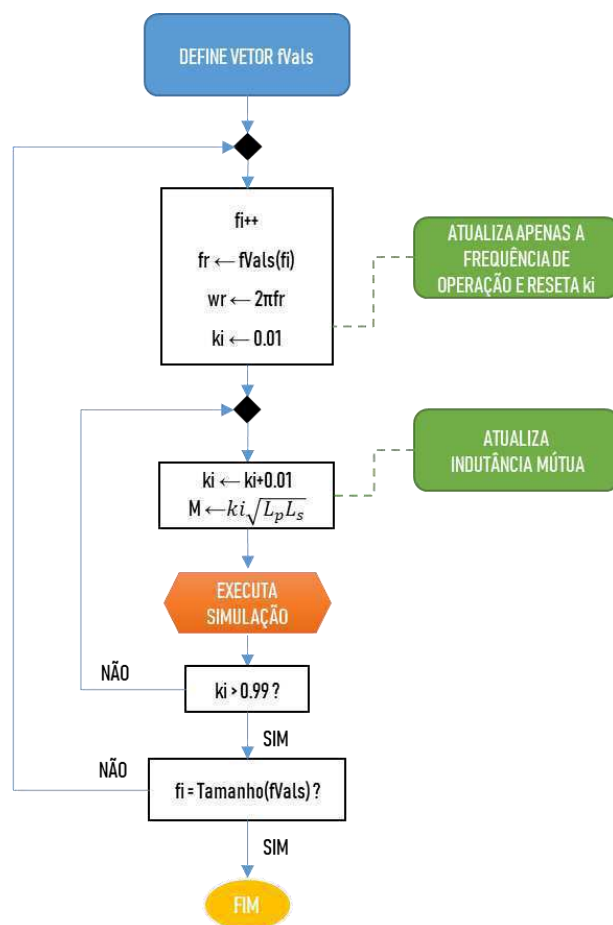 DEFINE VETOR fVals
fi++
fr ← fVals(fi)
wr ← 2πfr
ki ← 0.01
ATUALIZA APENAS A
FREQUÊNCIA DE
OPERAÇÃO E RESETA ki
ki ← ki+0.01
M ← ki√LpLs
ATUALIZA
INDUTÂNCIA MÚTUA
EXECUTA
SIMULAÇÃO
NÃO
ki > 0.99 ?
SIM
NÃO
fi = Tamanho(fVals) ?
SIM
FIM